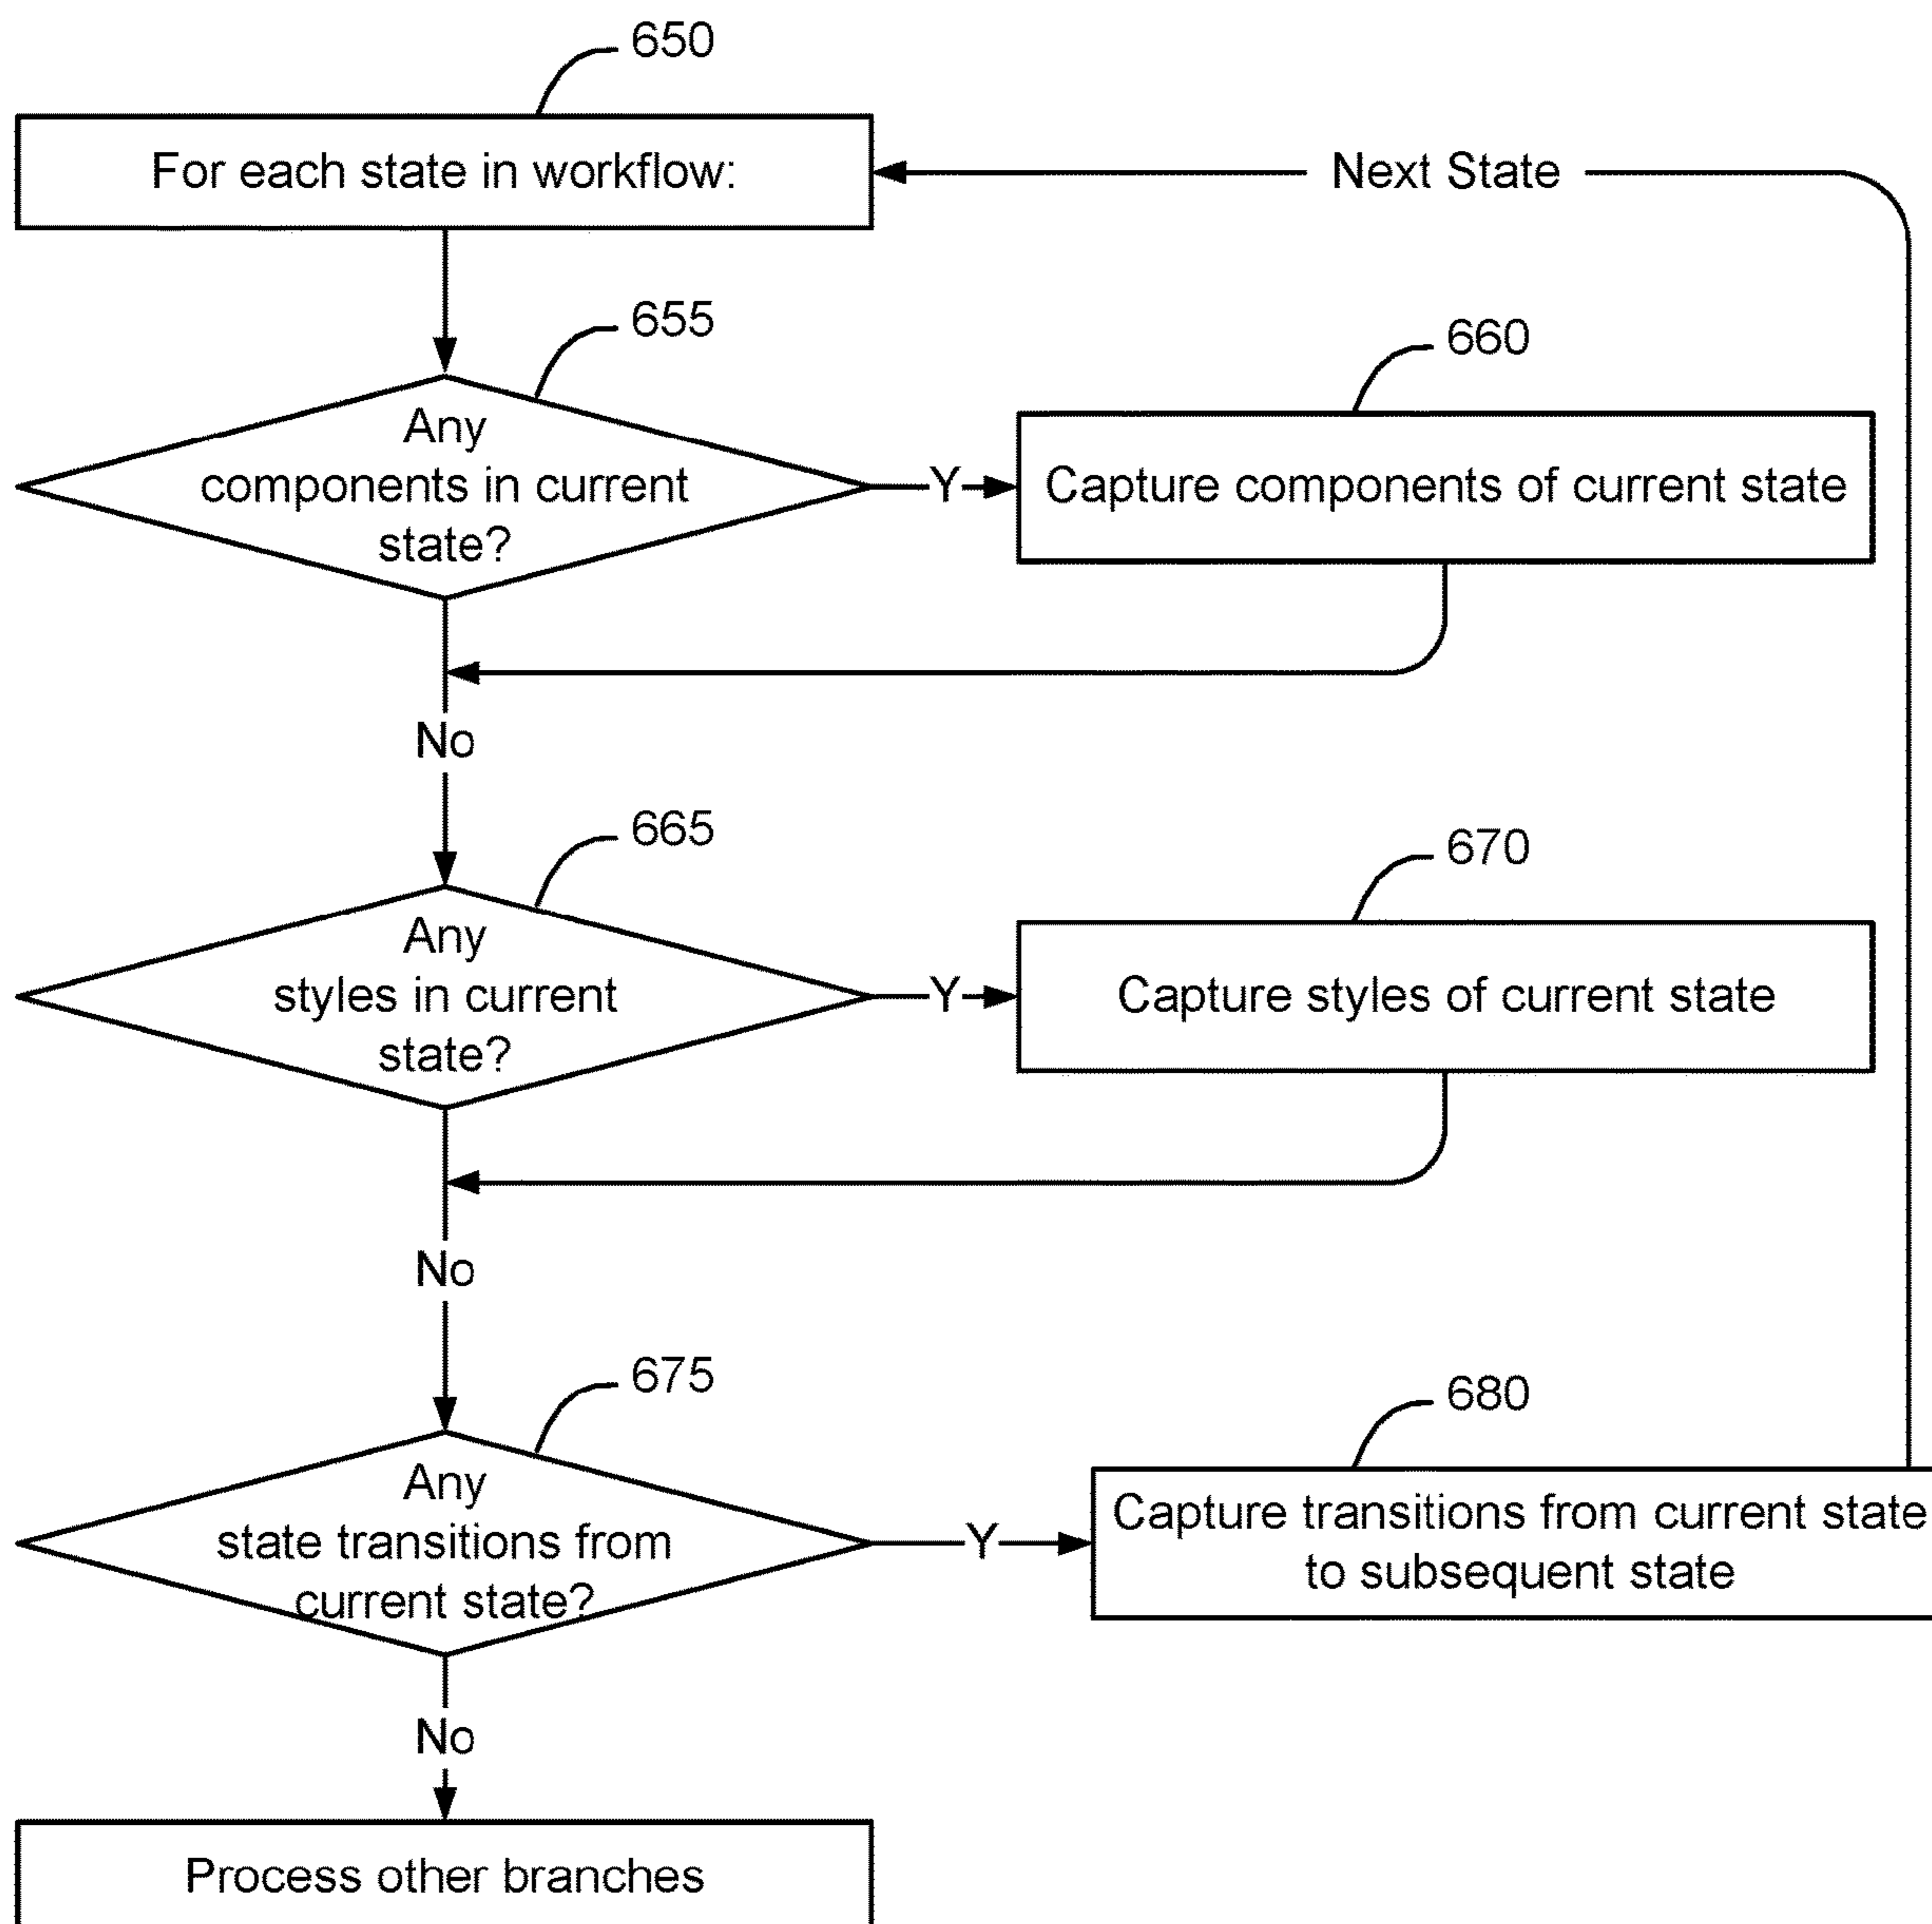 650
For each state in workflow:
Next State
655
Any
components in current
state?
Y
660
Capture components of current state
No
665
Any
styles in current
state?
Y
670
Capture styles of current state
No
675
Any
state transitions from
current state?
Y
680
Capture transitions from current state
to subsequent state
No
Process other branches